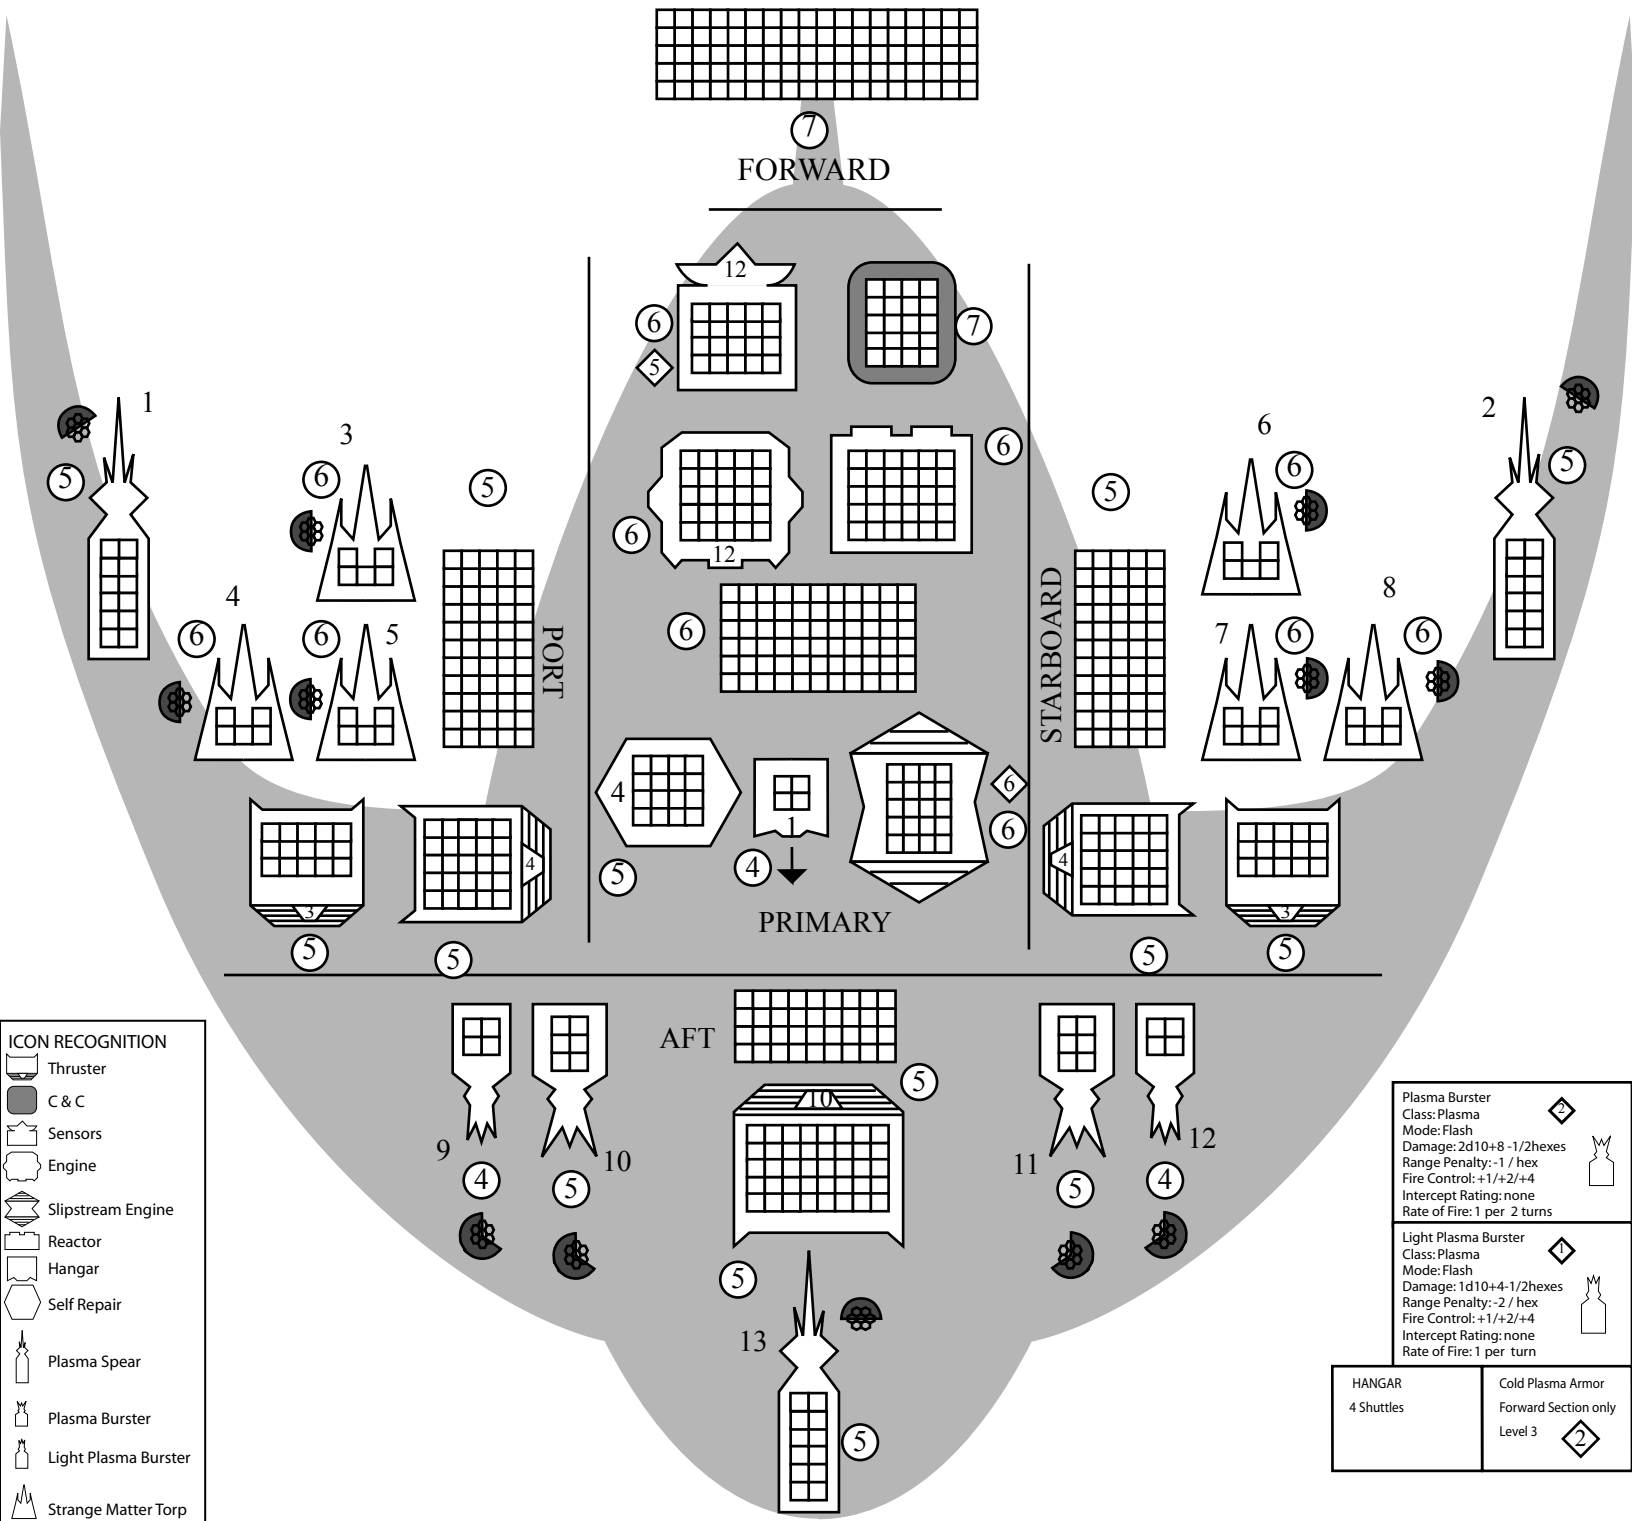 7
FORWARD
12
6
5
7
1
5
3
6
5
6
12
6
6
4
6
6
5
PORT
4
5
1
4
6
6
PRIMARY
5
STARBOARD
6
6
7
6
8
6
2
5
3
5
4
5
4
5
3
5
AFT
5
10
9
4
10
5
11
5
12
4
5
13
5
ICON RECOGNITION
Thruster
C & C
Sensors
Engine
Slipstream Engine
Reactor
Hangar
Self Repair
Plasma Spear
Plasma Burster
Light Plasma Burster
Strange Matter Torp
Plasma Burster
2
Class: Plasma
Mode: Flash
Damage: 2d10+8 -1/2hexes
Range Penalty: -1 / hex
Fire Control: +1/+2/+4
Intercept Rating: none
Rate of Fire: 1 per 2 turns
Light Plasma Burster
1
Class: Plasma
Mode: Flash
Damage: 1d10+4-1/2hexes
Range Penalty: -2 / hex
Fire Control: +1/+2/+4
Intercept Rating: none
Rate of Fire: 1 per turn
HANGAR
4 Shuttles
Cold Plasma Armor
Forward Section only
Level 3
2